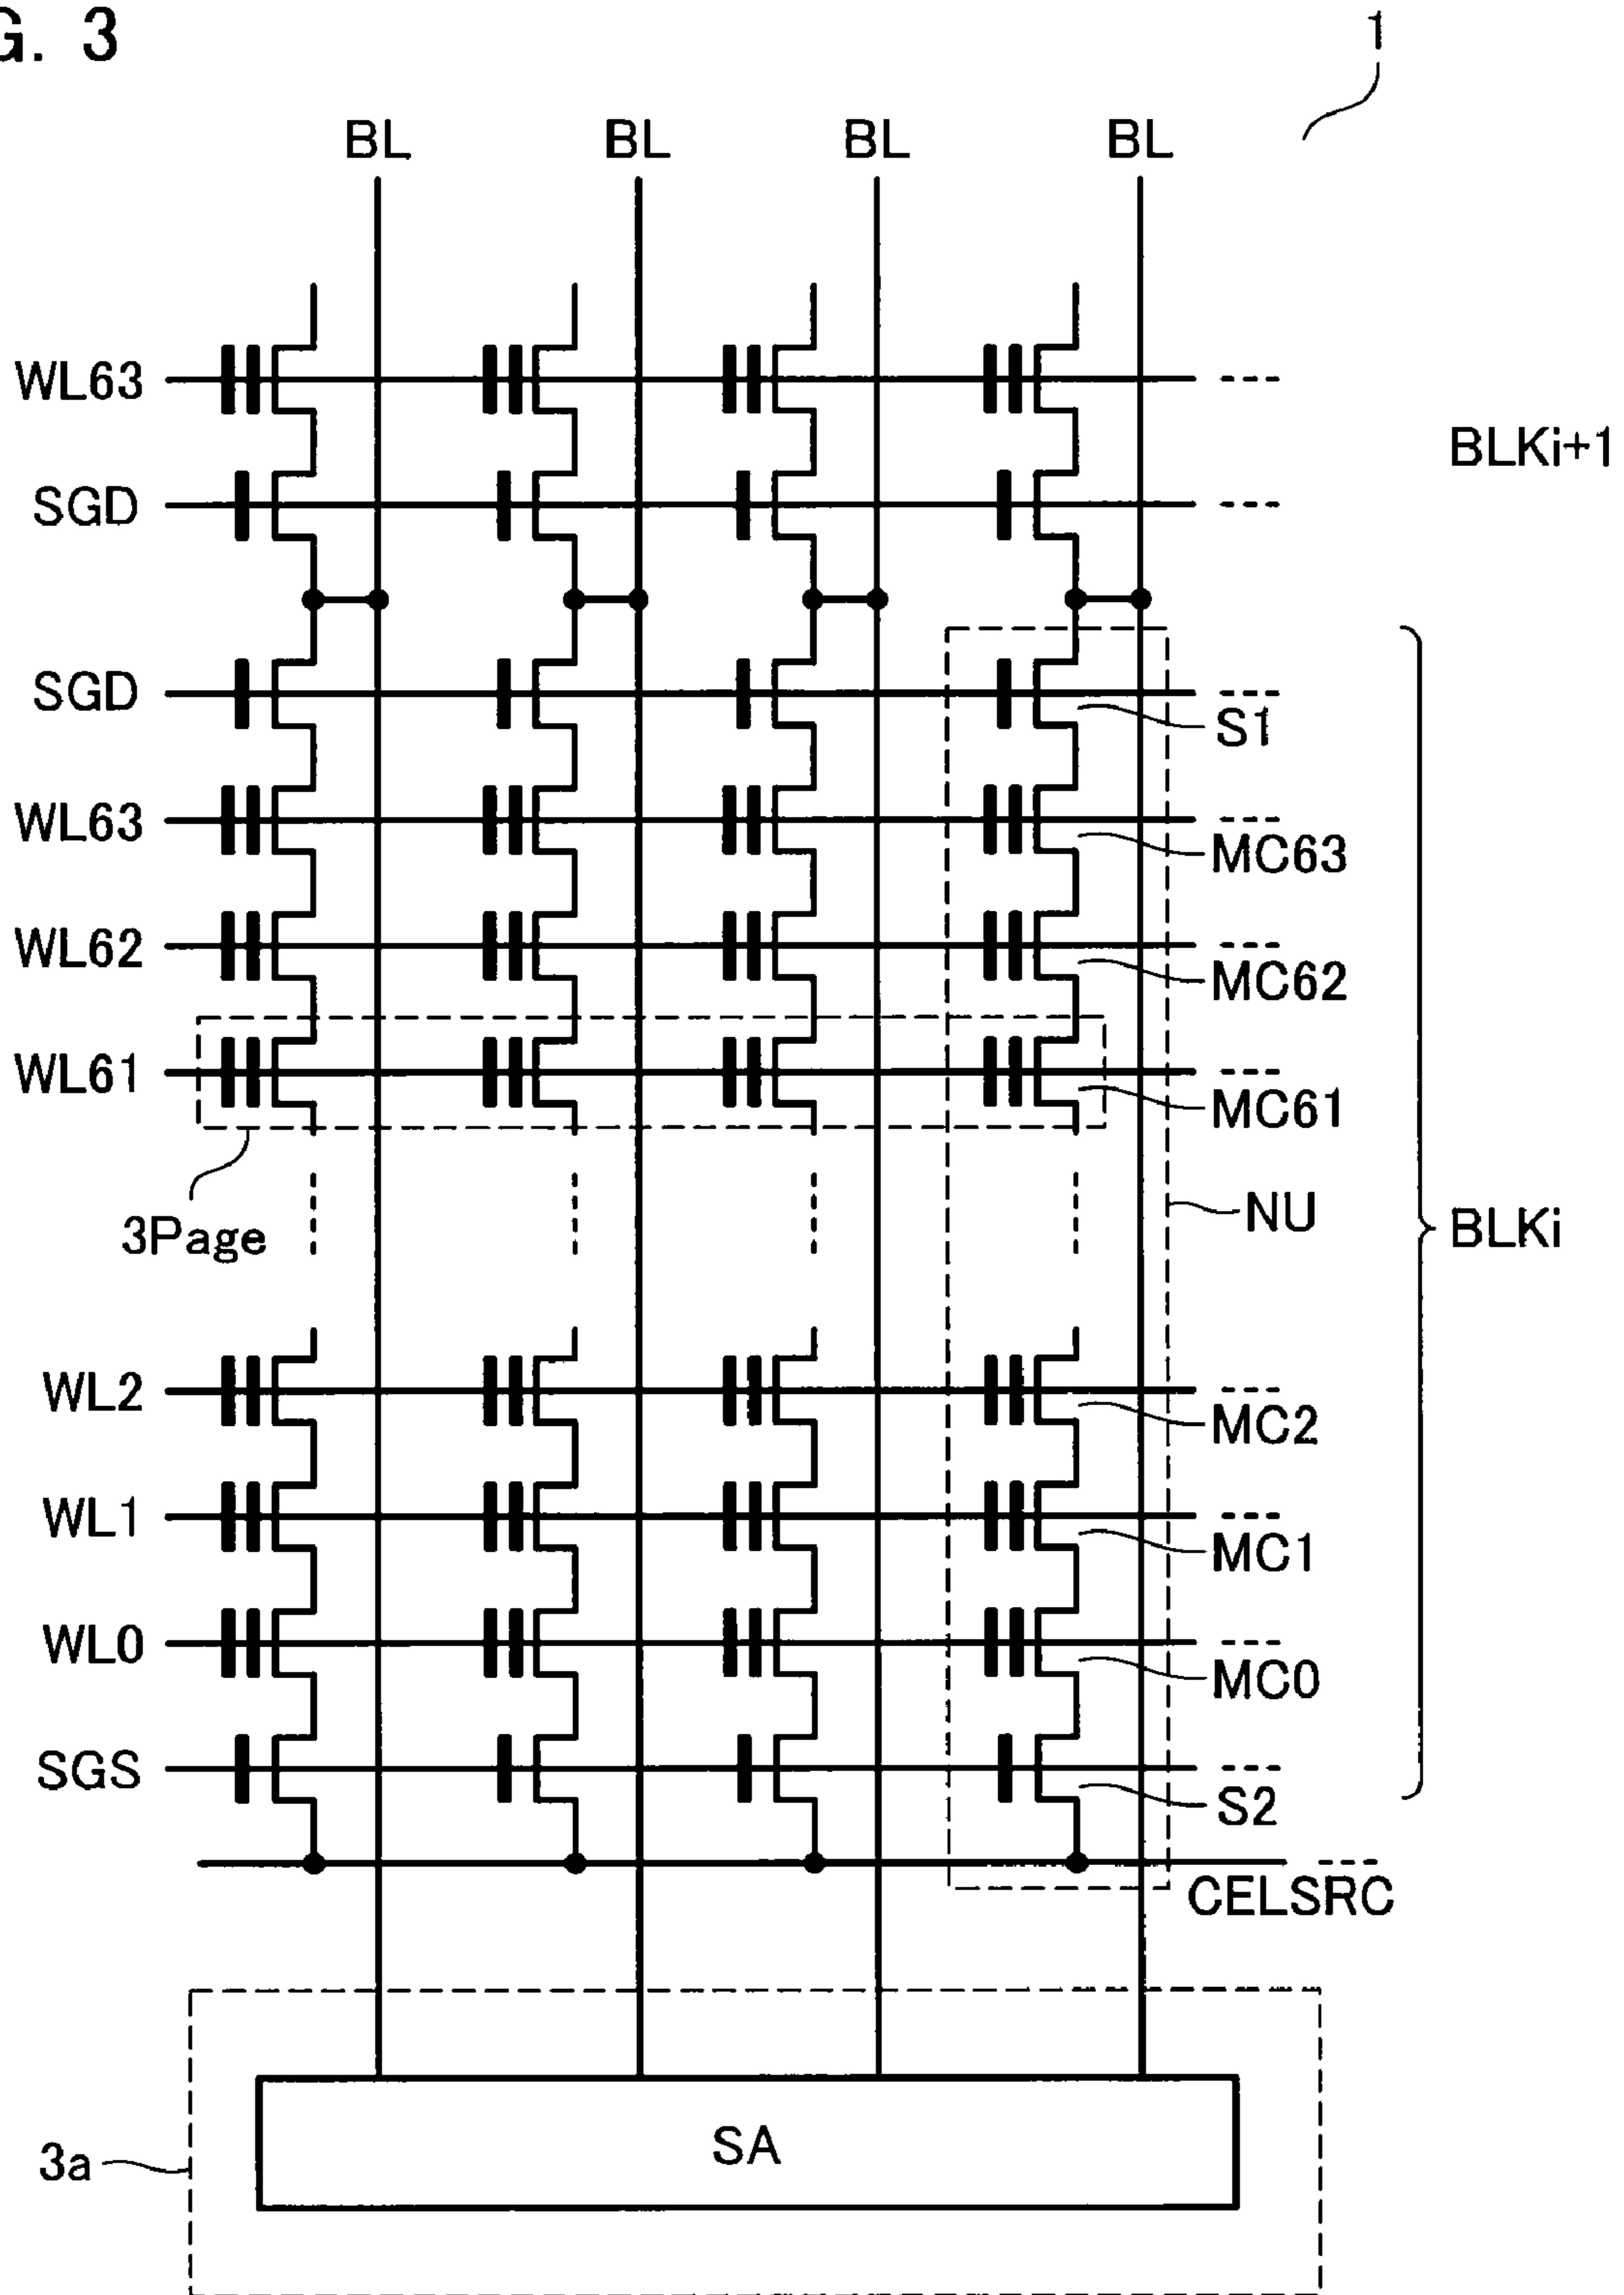 G. 3
1
BL BL BL BL
WL63
BLKi+1
SGD
SGD
S1
WL63
MC63
WL62
MC62
WL61
MC61
3Page
NU
BLKi
WL2
MC2
WL1
MC1
WL0
MC0
SGS
S2
CELSRC
SA
3a